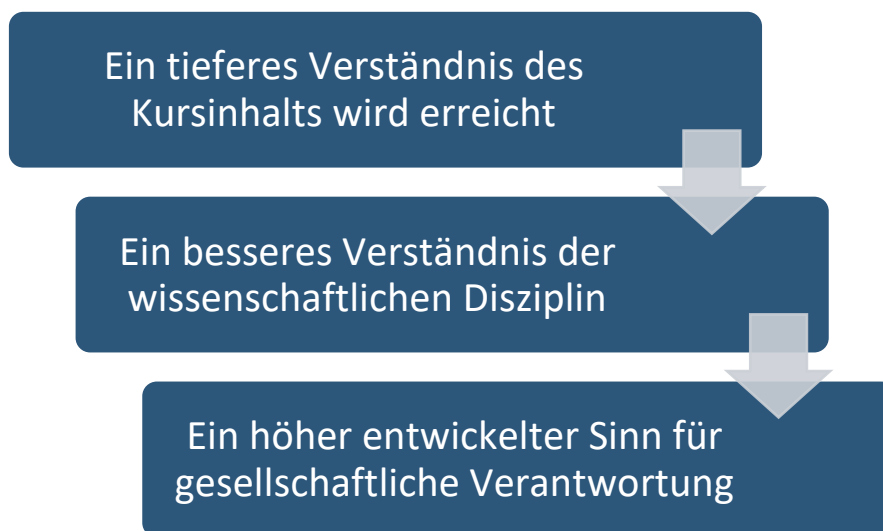 Ein tieferes Verständnis des
Kursinhalts wird erreicht
Ein besseres Verständnis der
wissenschaftlichen Disziplin
Ein höher entwickelter Sinn für
gesellschaftliche Verantwortung